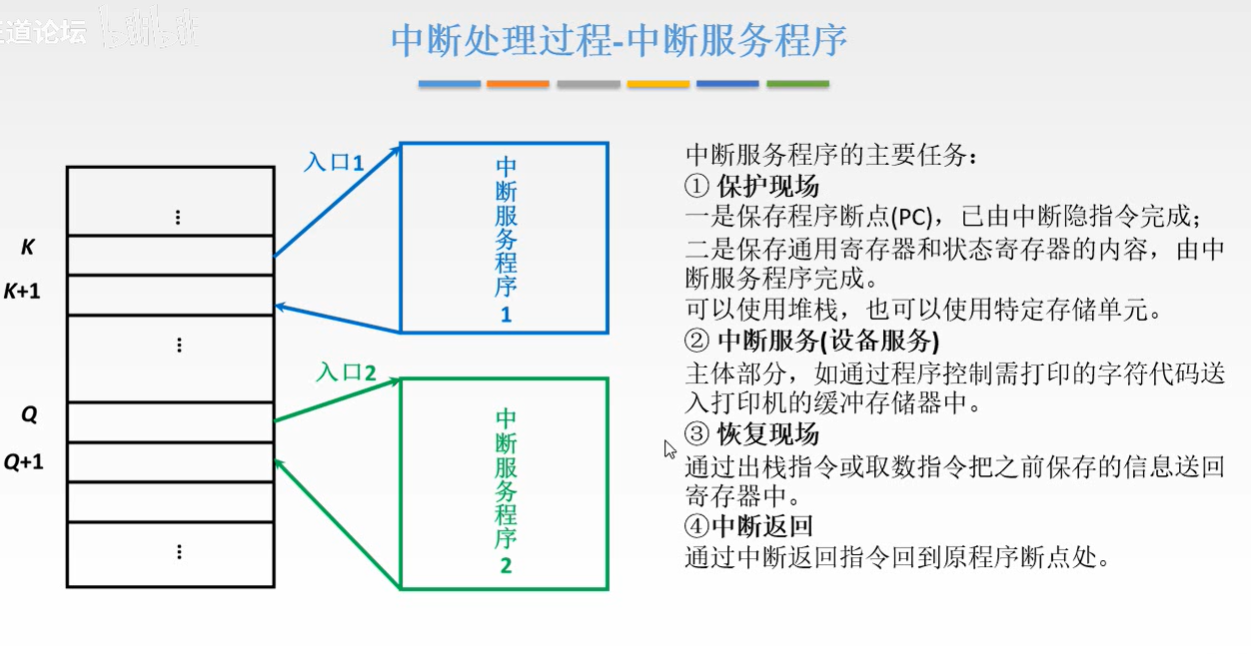 道论坛
bilibili
中断处理过程-中断服务程序
入口1
中断服务程序1
K
K+1
入口2
中断服务程序2
Q
Q+1
中断服务程序的主要任务：
① 保护现场
一是保存程序断点(PC)，已由中断隐指令完成；
二是保存通用寄存器和状态寄存器的内容，由中
断服务程序完成。
可以使用堆栈，也可以使用特定存储单元。
② 中断服务(设备服务)
主体部分，如通过程序控制需打印的字符代码送
入打印机的缓冲存储器中。
③ 恢复现场
通过出栈指令或取数指令把之前保存的信息送回
寄存器中。
④中断返回
通过中断返回指令回到原程序断点处。